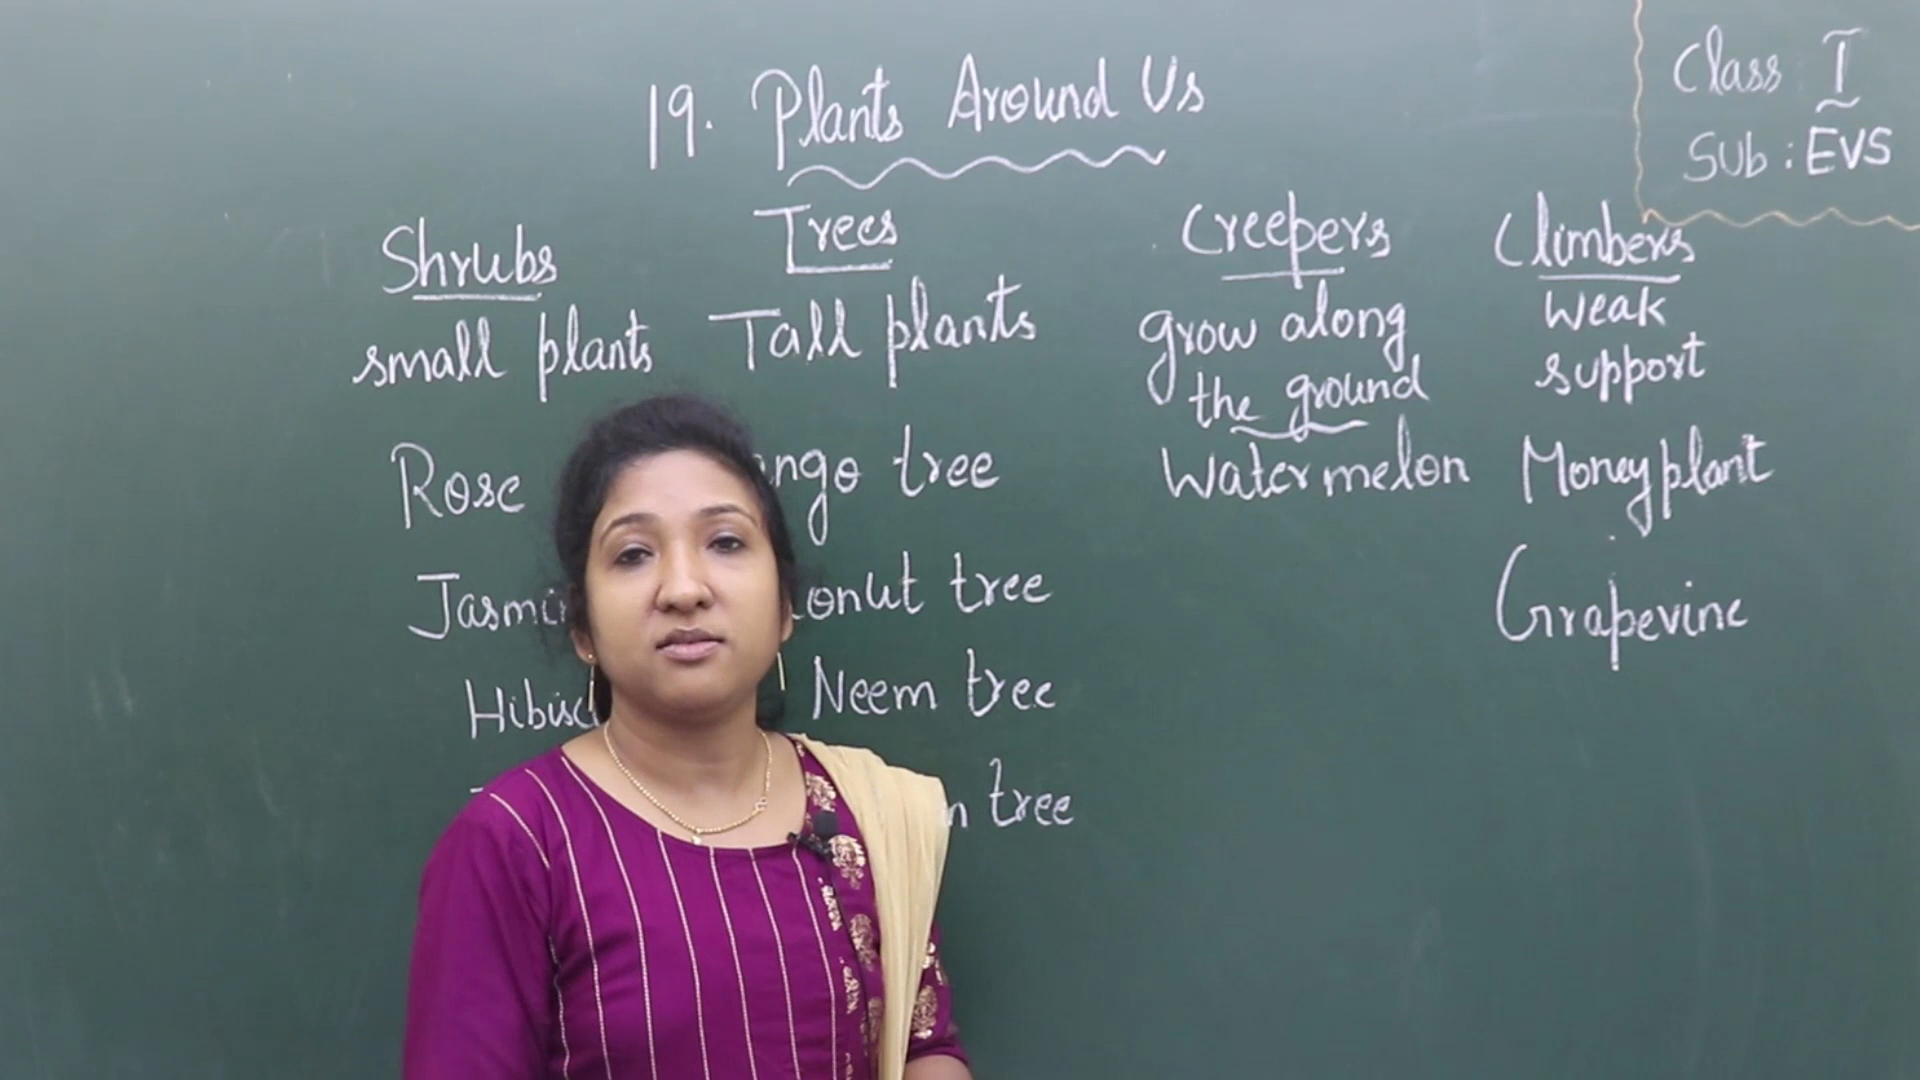 19. Plants Around Us
Class : I
Sub : EVS
Shrubs
small plants
Rose
Trees
Tall plants
tree
tree
Neem tree
tree
Creepers
grow along
the ground
Watermelon
Climbers
weak
support
Moneyplant
Grapevine